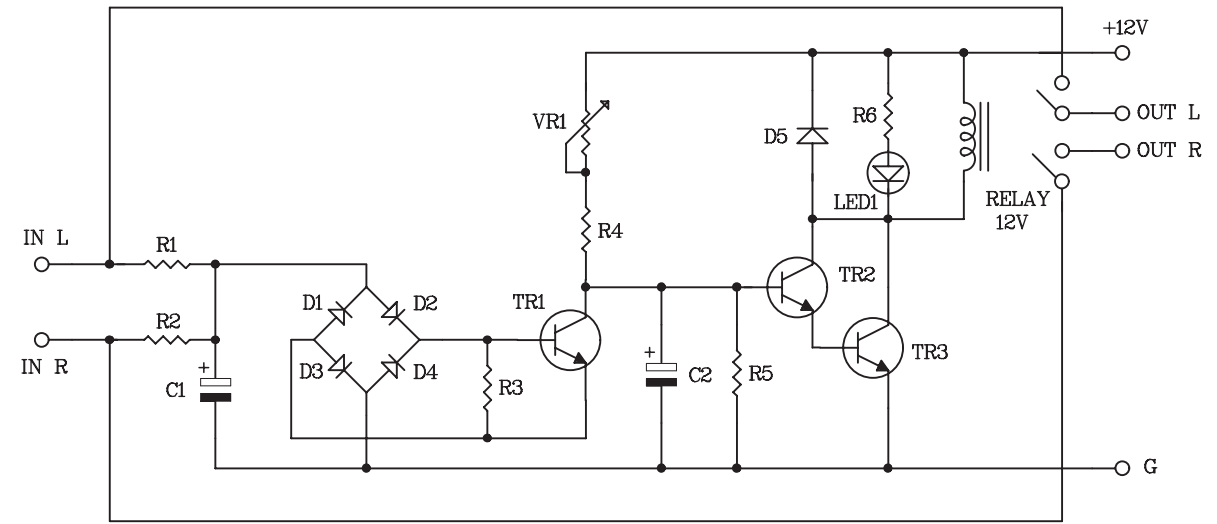 +12V
VR1
R6
OUT L
D5
OUT R
LED1
RELAY
12V
R4
IN L
R1
TR2
D1
D2
TR1
R2
TR3
IN R
D3
D4
+
C1
R3
+
C2
R5
G